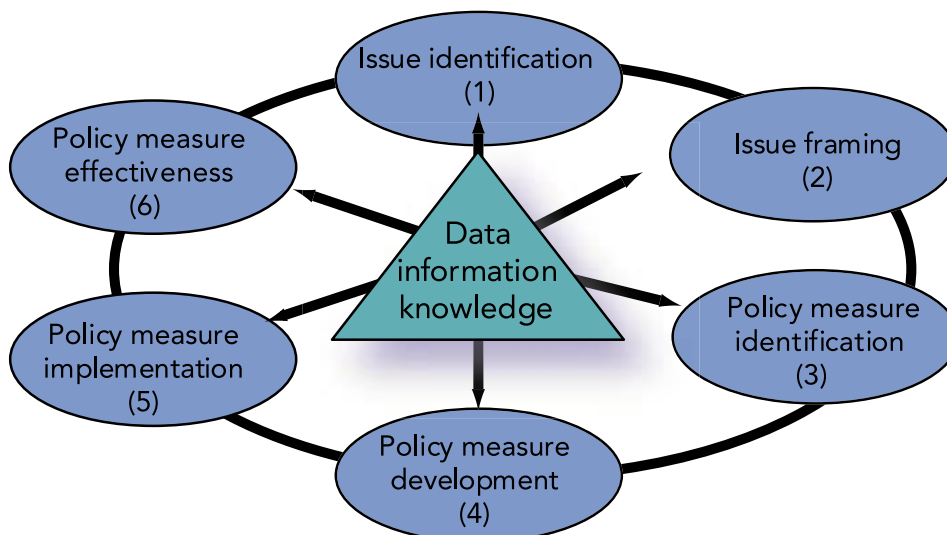 Issue identification
(1)
Issue framing
(2)
Policy measure
identification
(3)
Policy measure
development
(4)
Policy measure
implementation
(5)
Policy measure
effectiveness
(6)
Data
information
knowledge